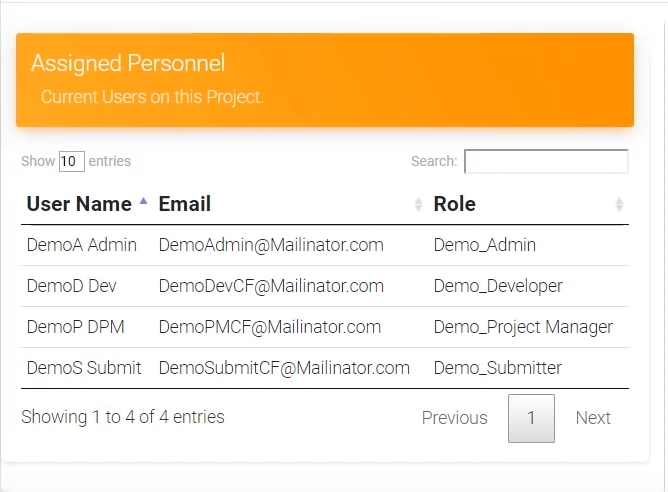 Assigned Personnel
Current Users on this Project.
Show 10 entries Search:
User Name Email Role
DemoA Admin DemoAdmin@Mailinator.com Demo_Admin
DemoD Dev DemoDevCF@Mailinator.com Demo_Developer
DemoP DPM DemoPMCF@Mailinator.com Demo_Project Manager
DemoS Submit DemoSubmitCF@Mailinator.com Demo_Submitter
Showing 1 to 4 of 4 entries Previous 1 Next